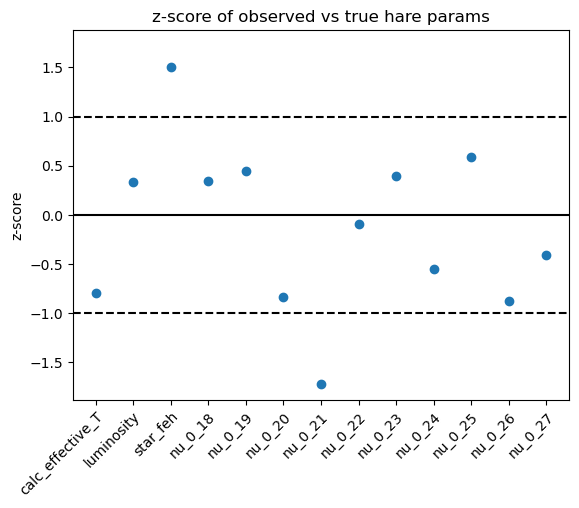 z-score of observed vs true hare params
z-score
1.5
1.0
0.5
0.0
−0.5
−1.0
−1.5
calc_effective_T
luminosity
star_feh
nu_0_18
nu_0_19
nu_0_20
nu_0_21
nu_0_22
nu_0_23
nu_0_24
nu_0_25
nu_0_26
nu_0_27